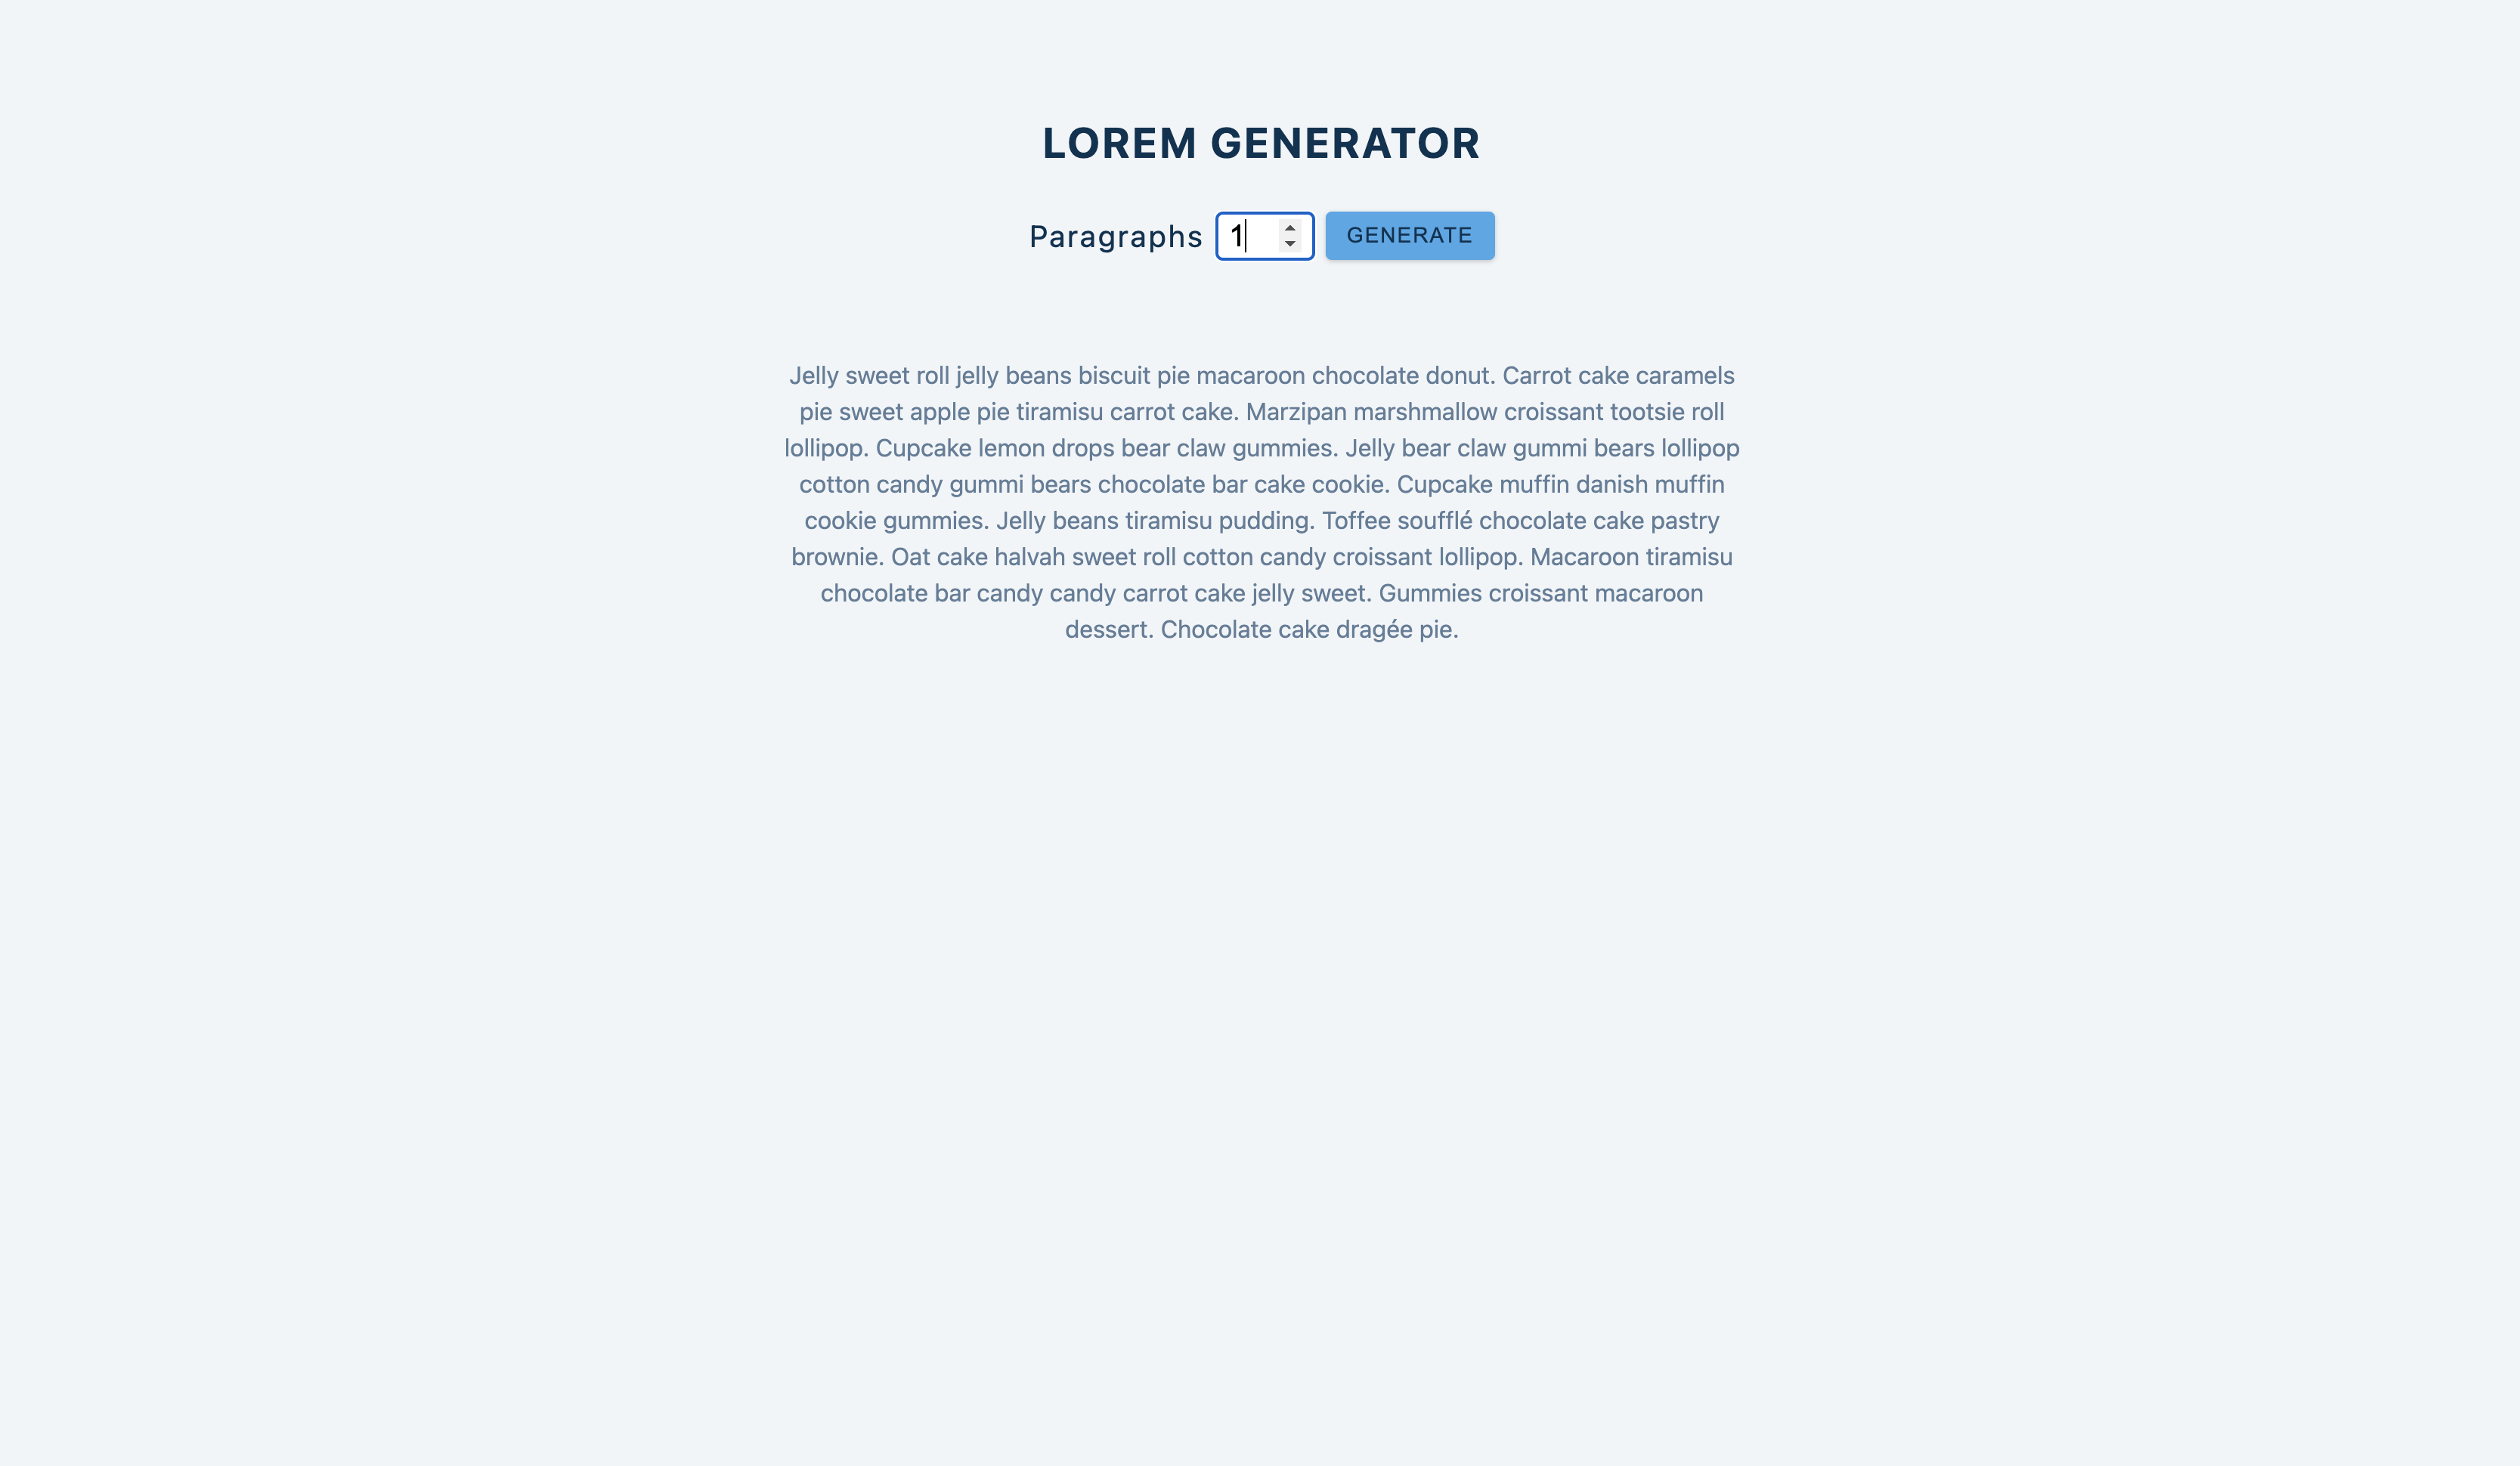 LOREM GENERATOR
Paragraphs 1 GENERATE
Jelly sweet roll jelly beans biscuit pie macaroon chocolate donut. Carrot cake caramels
pie sweet apple pie tiramisu carrot cake. Marzipan marshmallow croissant tootsie roll
lollipop. Cupcake lemon drops bear claw gummies. Jelly bear claw gummi bears lollipop
cotton candy gummi bears chocolate bar cake cookie. Cupcake muffin danish muffin
cookie gummies. Jelly beans tiramisu pudding. Toffee soufflé chocolate cake pastry
brownie. Oat cake halvah sweet roll cotton candy croissant lollipop. Macaroon tiramisu
chocolate bar candy candy carrot cake jelly sweet. Gummies croissant macaroon
dessert. Chocolate cake dragée pie.